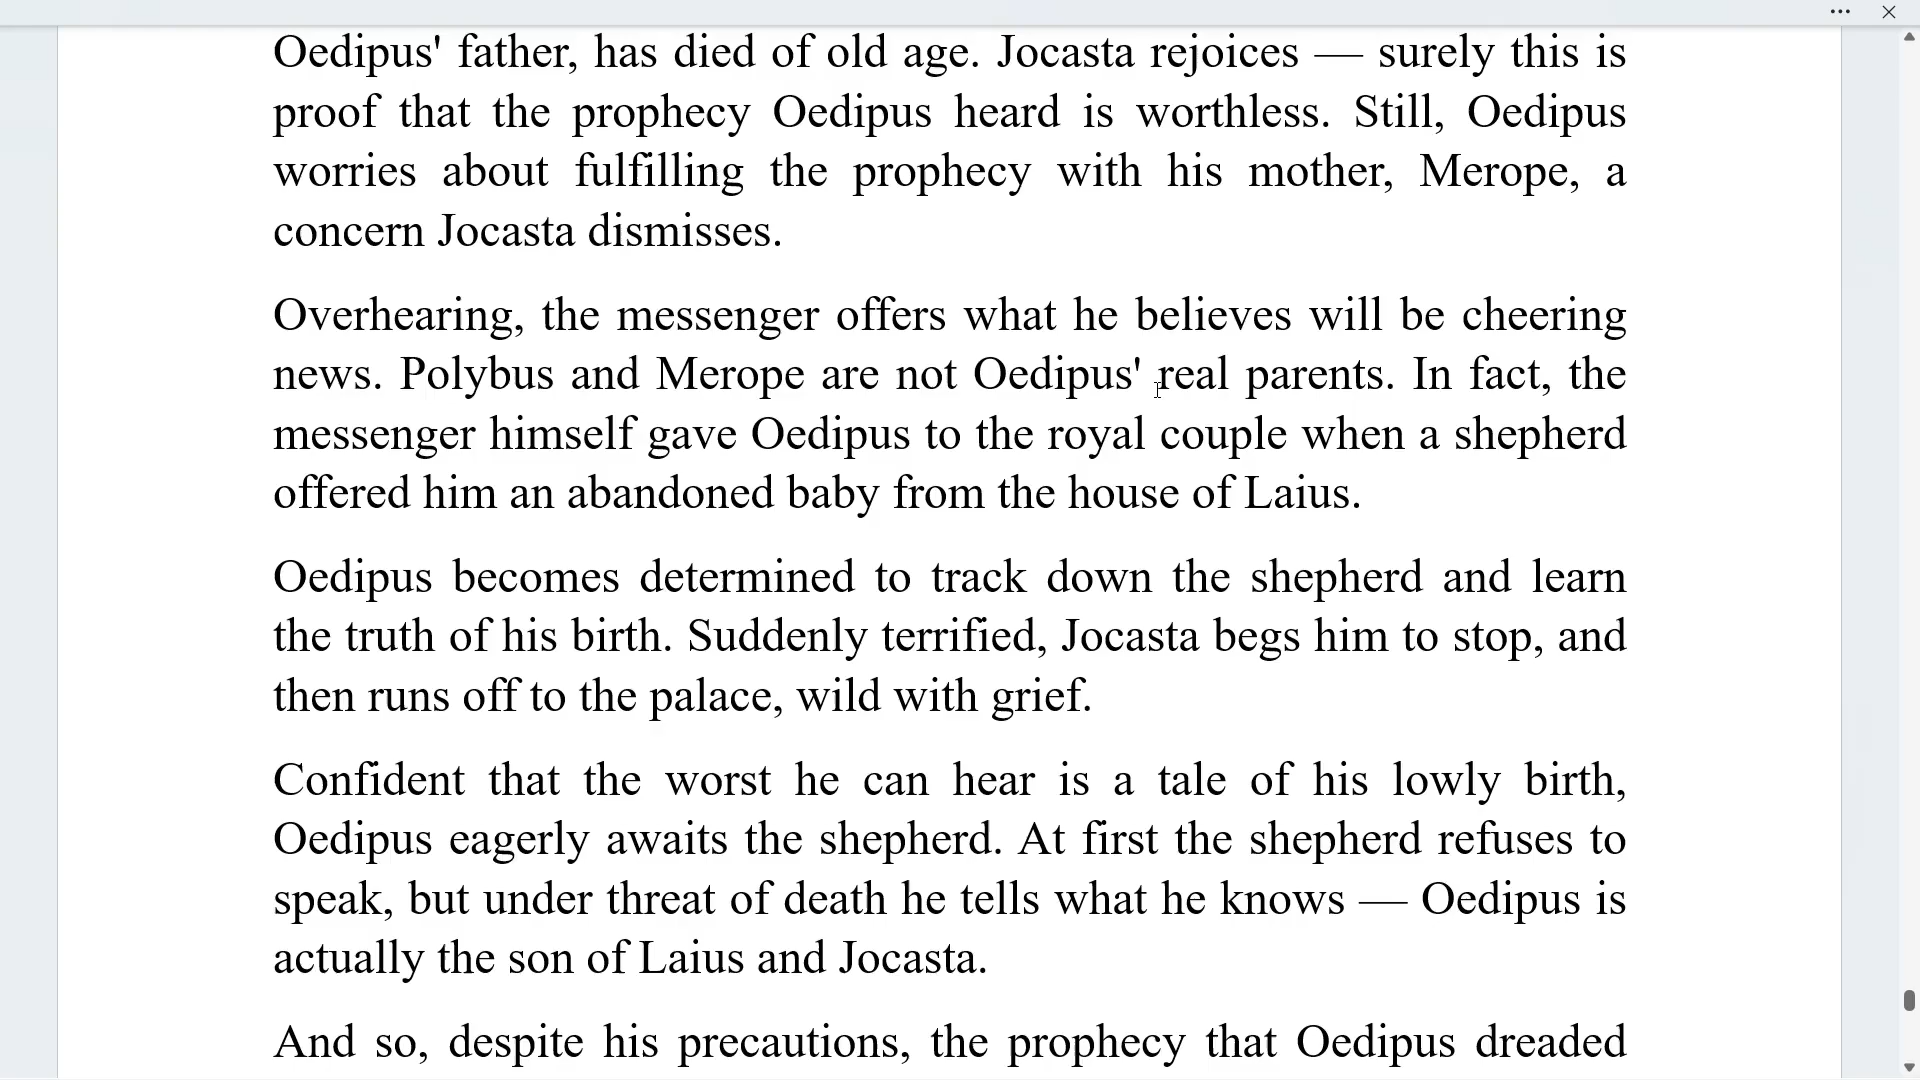 Oedipus' father, has died of old age. Jocasta rejoices — surely this is
proof that the prophecy Oedipus heard is worthless. Still, Oedipus
worries about fulfilling the prophecy with his mother, Merope, a
concern Jocasta dismisses.
Overhearing, the messenger offers what he believes will be cheering
news. Polybus and Merope are not Oedipus' real parents. In fact, the
messenger himself gave Oedipus to the royal couple when a shepherd
offered him an abandoned baby from the house of Laius.
Oedipus becomes determined to track down the shepherd and learn
the truth of his birth. Suddenly terrified, Jocasta begs him to stop, and
then runs off to the palace, wild with grief.
Confident that the worst he can hear is a tale of his lowly birth,
Oedipus eagerly awaits the shepherd. At first the shepherd refuses to
speak, but under threat of death he tells what he knows — Oedipus is
actually the son of Laius and Jocasta.
And so, despite his precautions, the prophecy that Oedipus dreaded